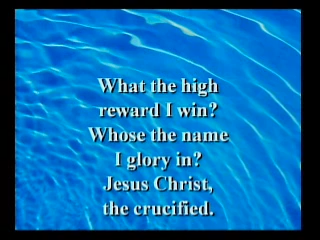 What the high
reward I win?
Whose the name
I glory in?
Jesus Christ,
the crucified.